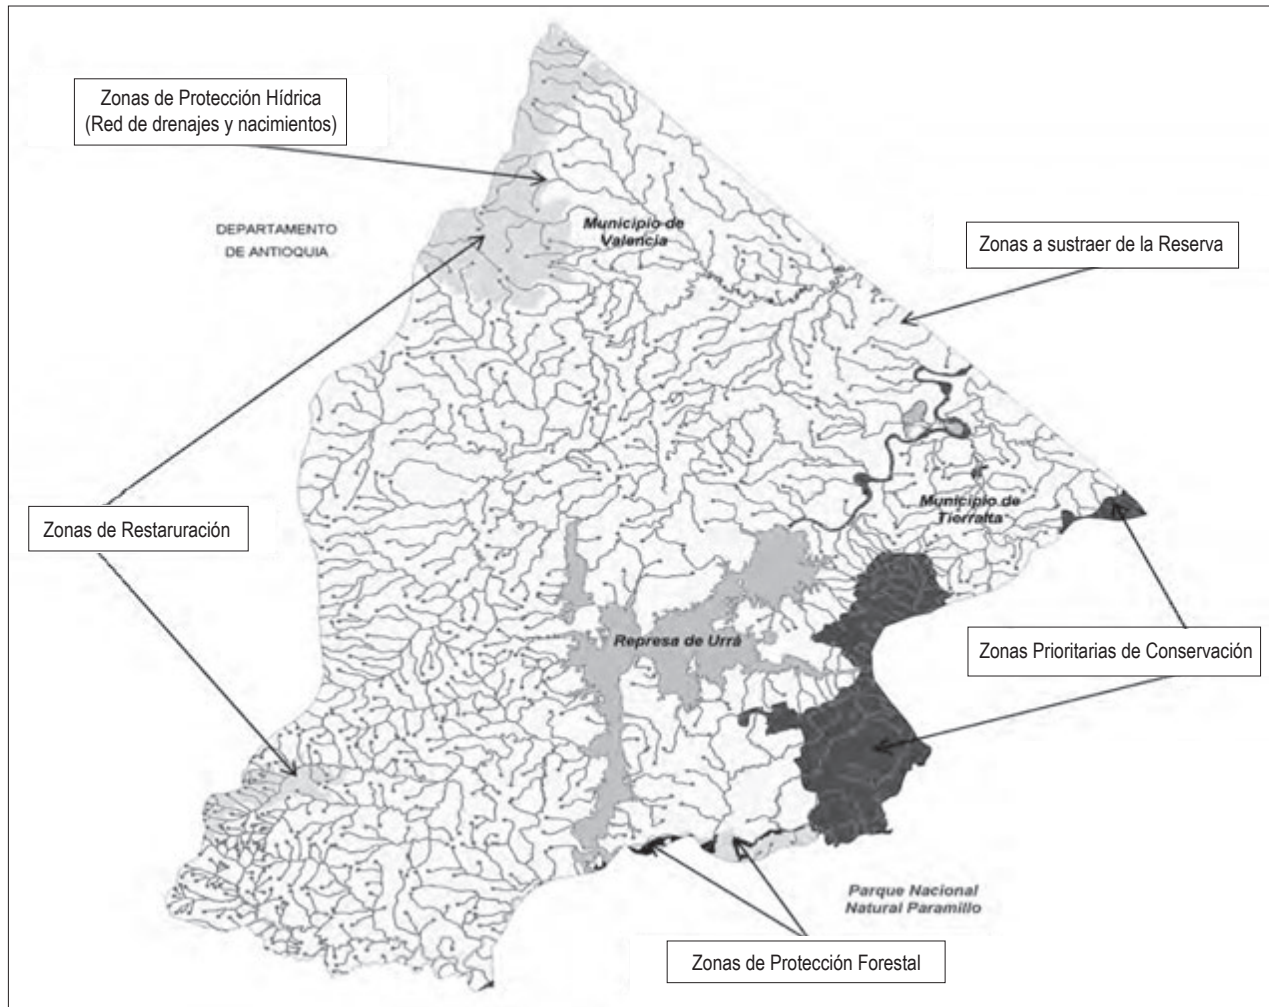 Zonas de Protección Hídrica
(Red de drenajes y nacimientos)
DEPARTAMENTO
DE ANTIOQUIA
Municipio de
Valencia
Zonas a sustraer de la Reserva
Zonas de Restaruración
Municipio de
Tierralta
Represa de Urrá
Zonas Prioritarias de Conservación
Parque Nacional
Natural Paramillo
Zonas de Protección Forestal